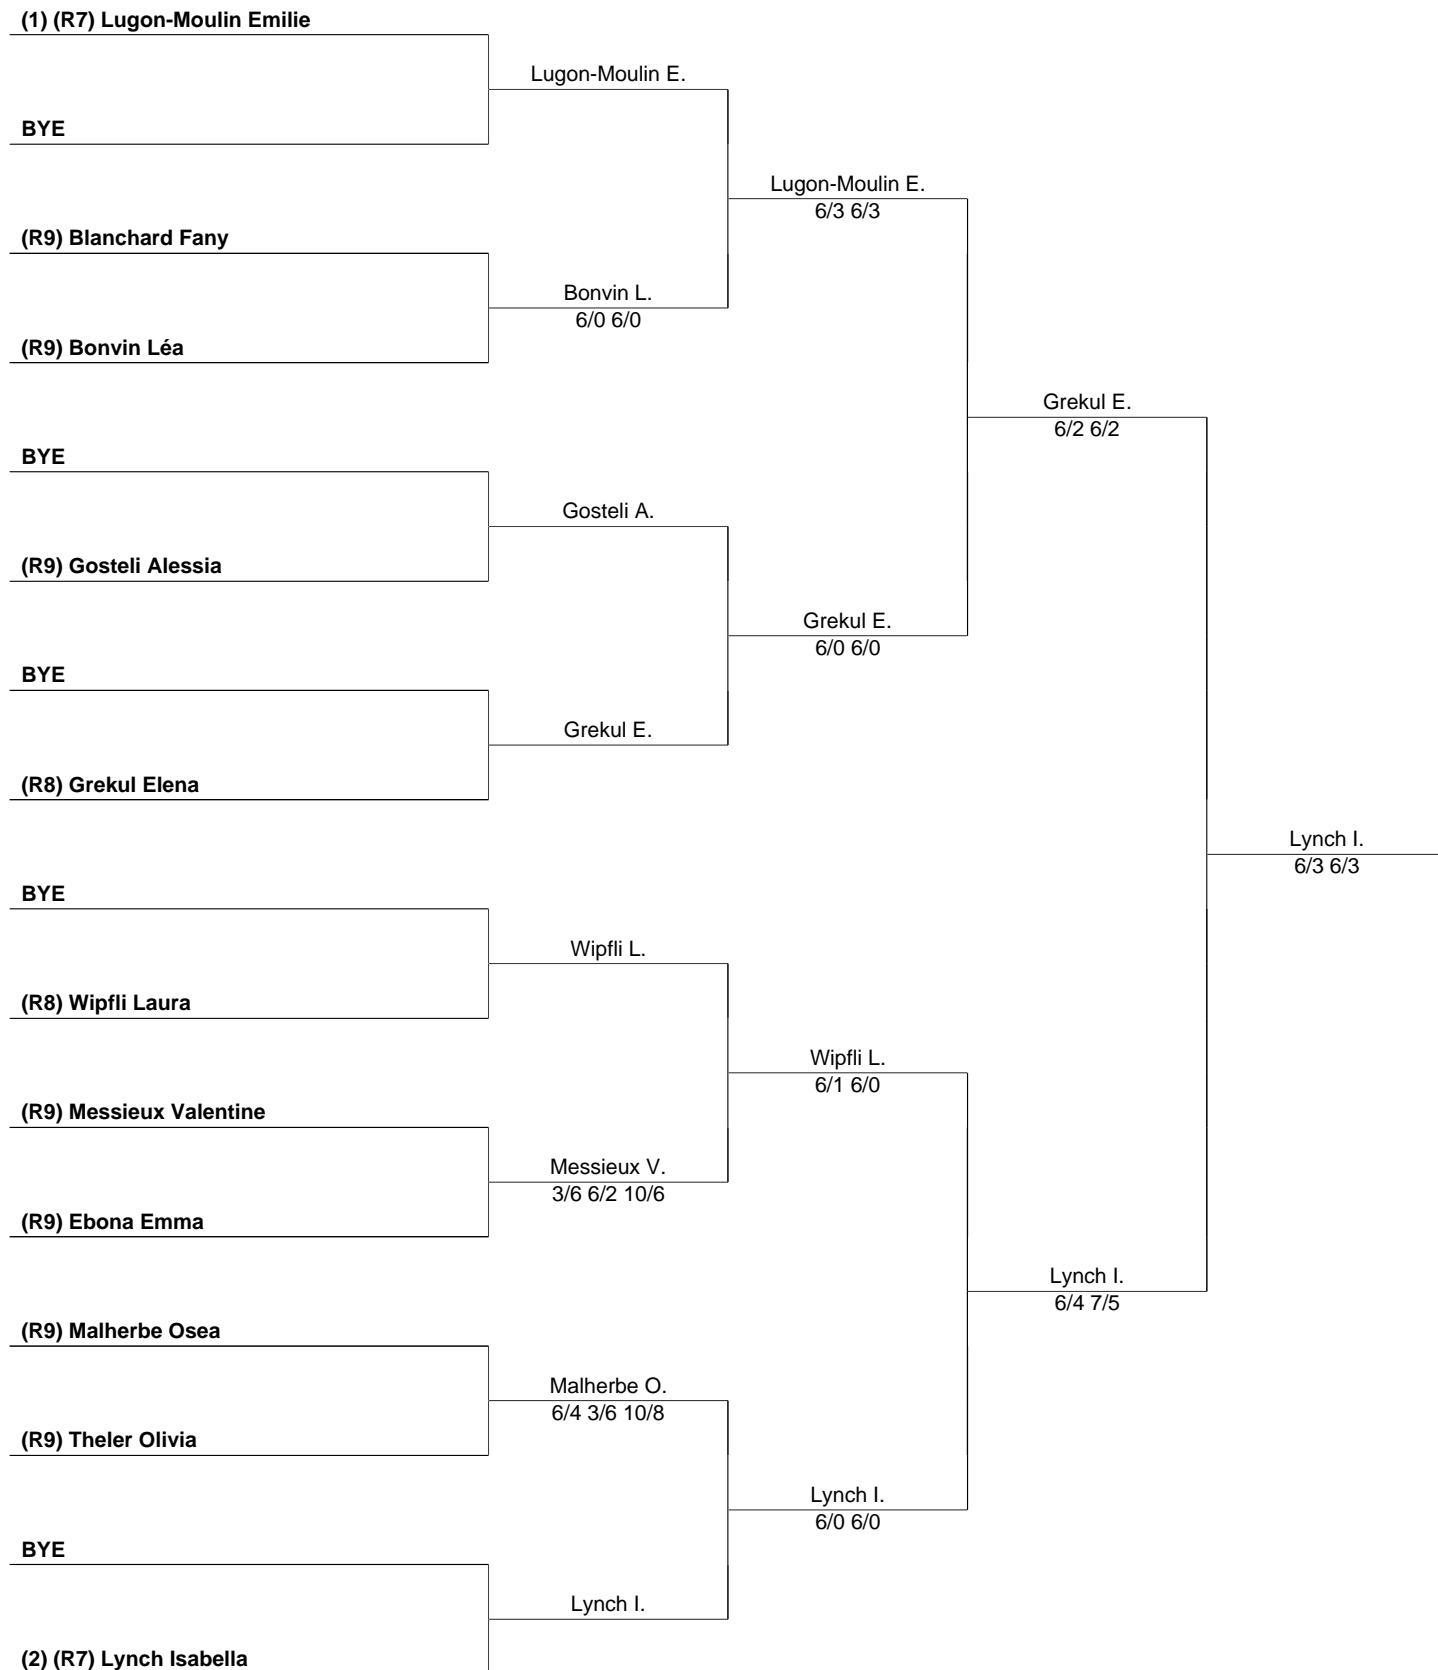 (1) (R7) Lugon-Moulin Emilie
Lugon-Moulin E.
BYE
Lugon-Moulin E.
6/3 6/3
(R9) Blanchard Fany
Bonvin L.
6/0 6/0
(R9) Bonvin Léa
Grekul E.
6/2 6/2
BYE
Gosteli A.
(R9) Gosteli Alessia
Grekul E.
6/0 6/0
BYE
Grekul E.
(R8) Grekul Elena
Lynch I.
6/3 6/3
BYE
Wipfli L.
(R8) Wipfli Laura
Wipfli L.
6/1 6/0
(R9) Messieux Valentine
Messieux V.
3/6 6/2 10/6
(R9) Ebona Emma
Lynch I.
6/4 7/5
(R9) Malherbe Osea
Malherbe O.
6/4 3/6 10/8
(R9) Theler Olivia
Lynch I.
6/0 6/0
BYE
Lynch I.
(2) (R7) Lynch Isabella